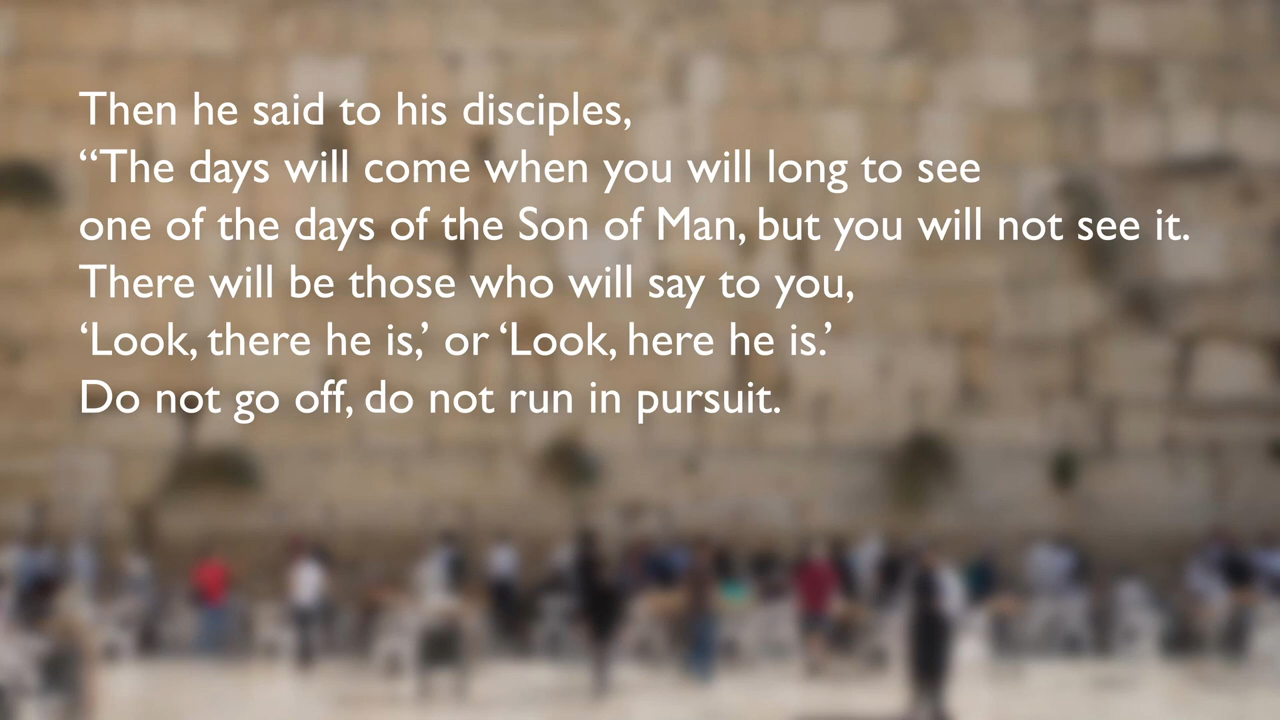 Then he said to his disciples,
“The days will come when you will long to see
one of the days of the Son of Man, but you will not see it.
There will be those who will say to you,
‘Look, there he is,’ or ‘Look, here he is.’
Do not go off, do not run in pursuit.